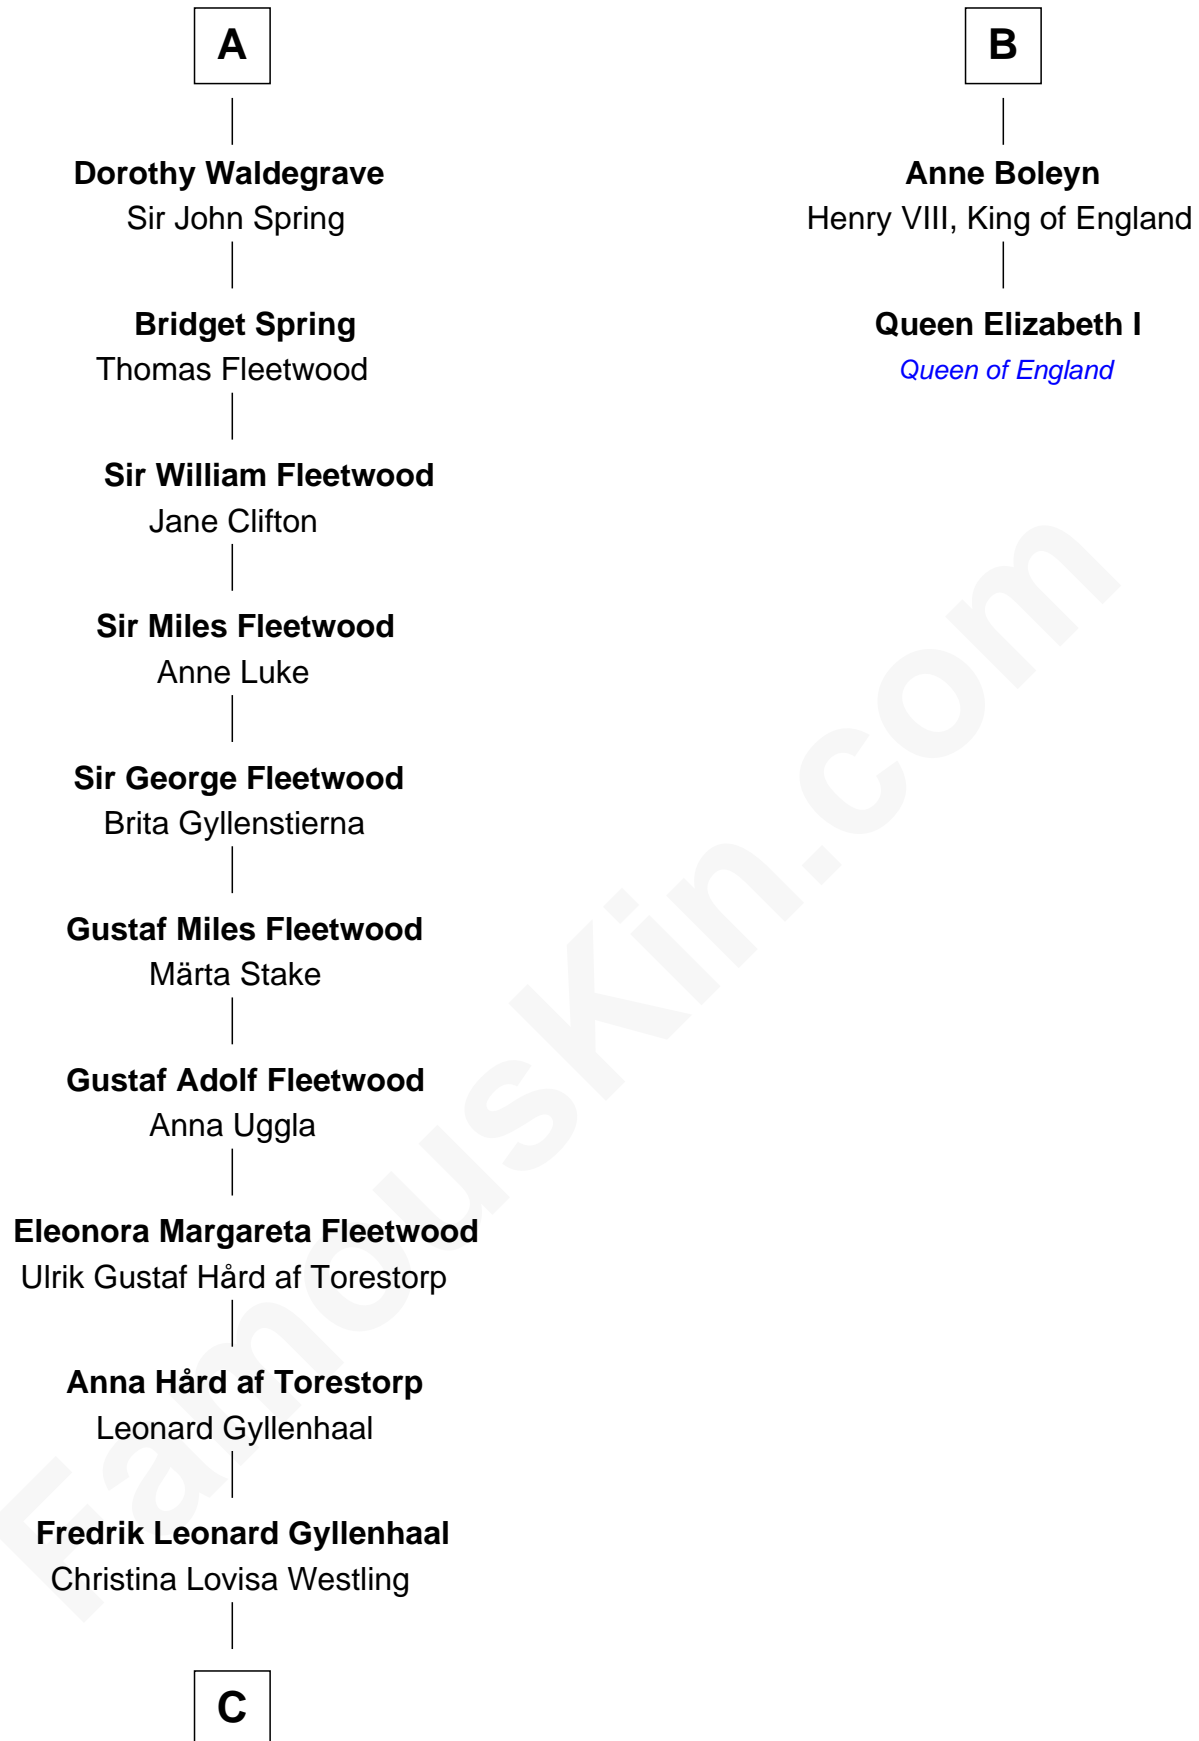 A
Dorothy Waldegrave
Sir John Spring
Bridget Spring
Thomas Fleetwood
Sir William Fleetwood
Jane Clifton
Sir Miles Fleetwood
Anne Luke
Sir George Fleetwood
Brita Gyllenstierna
Gustaf Miles Fleetwood
Märta Stake
Gustaf Adolf Fleetwood
Anna Uggla
Eleonora Margareta Fleetwood
Ulrik Gustaf Hård af Torestorp
Anna Hård af Torestorp
Leonard Gyllenhaal
Fredrik Leonard Gyllenhaal
Christina Lovisa Westling
C
B
Anne Boleyn
Henry VIII, King of England
Queen Elizabeth I
Queen of England
FamousKin.com